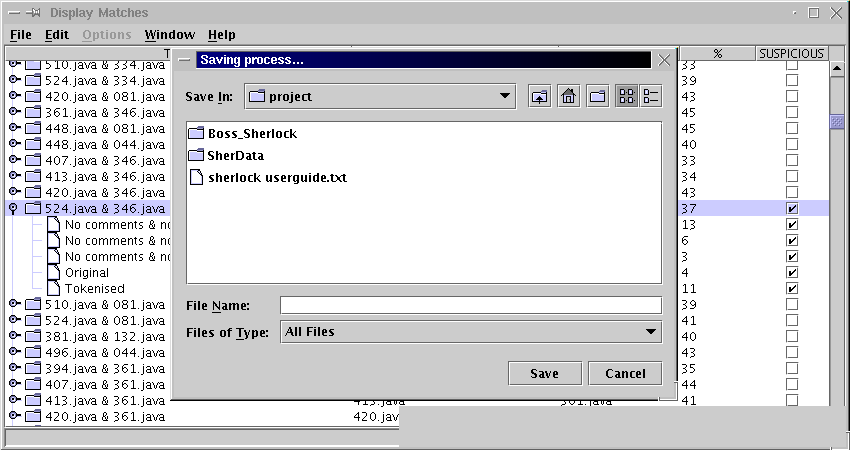 Display Matches
File Edit Options Window Help
% SUSPICIOUS
510.java & 334.java 33
524.java & 334.java 39
420.java & 081.java 43
361.java & 346.java 45
448.java & 081.java 45
448.java & 044.java 40
407.java & 346.java 33
413.java & 346.java 34
420.java & 346.java 43
524.java & 346.java 37
No comments & no 13
No comments & no 6
No comments & no 3
Original 4
Tokenised 11
510.java & 081.java 39
524.java & 081.java 41
381.java & 132.java 40
496.java & 044.java 43
394.java & 361.java 35
407.java & 361.java 44
413.java & 361.java 413.java 361.java 41
420.java & 361.java 420.jav
Saving process...
Save In: project
Boss_Sherlock
SherData
sherlock userguide.txt
File Name:
Files of Type: All Files
Save Cancel